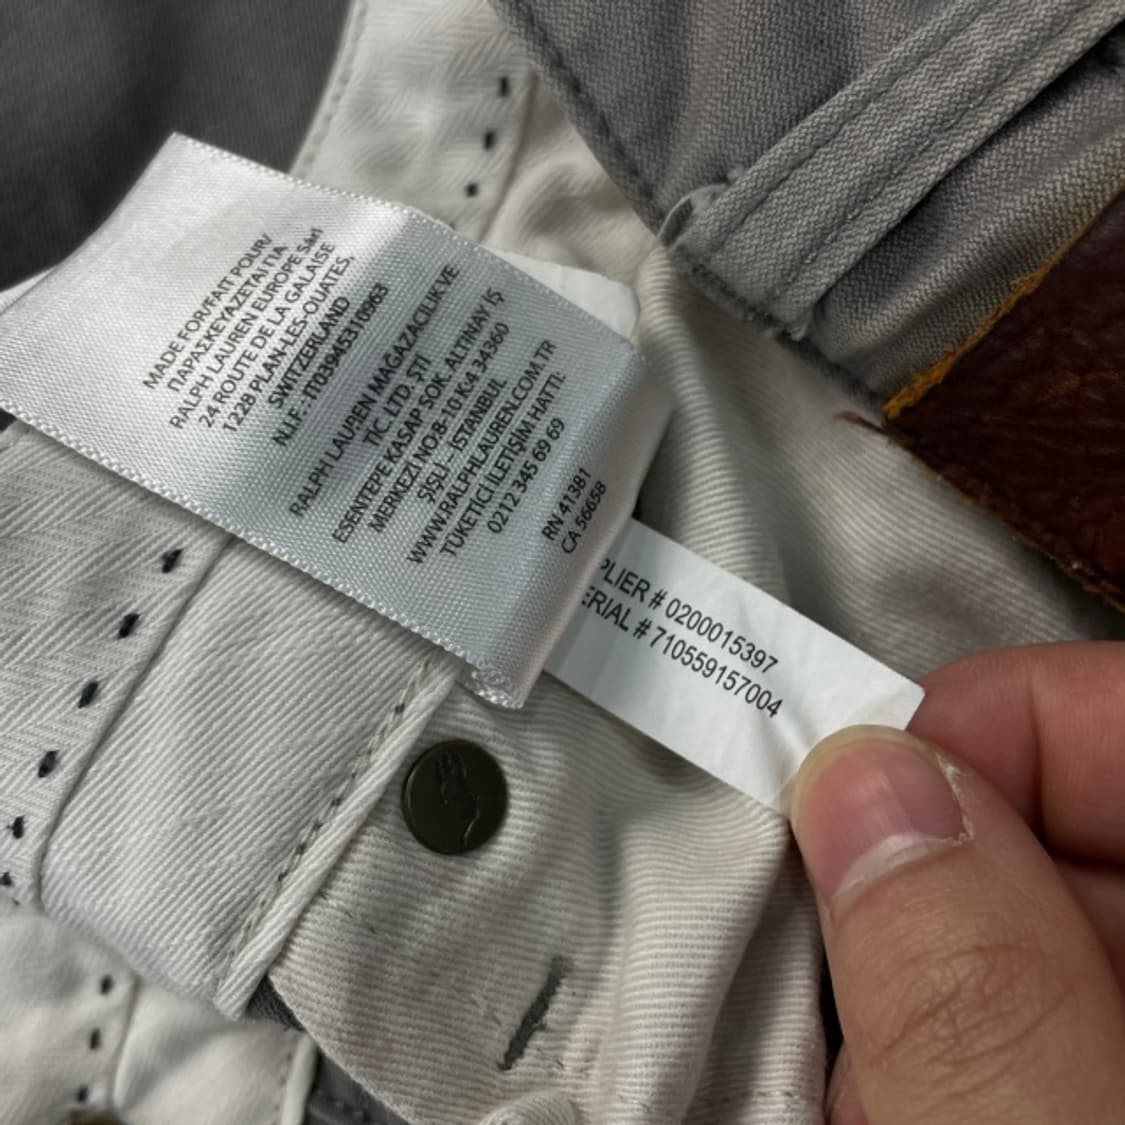 MADE FOR/FAIT POUR/
ΠΑΡΑΣΚΕΥΑΖΕΤΑΙ ΓΙΑ
RALPH LAUREN EUROPE Sàrl
24 ROUTE DE LA GALAISE
1228 PLAN-LES-OUATES,
SWITZERLAND
N.I.F. : IT03945310963
RALPH LAUREN MAGAZACILIK VE
TİC.LTD. ŞTİ
ESENTEPE KASAP SOK. ALTINAY İŞ
MERKEZİ NO:8-10 K:4 34360
ŞİŞLİ – ISTANBUL
WWW.RALPHLAUREN.COM.TR
TÜKETİCİ İLETİŞİM HATTI:
0212 345 69 69
RN 41381
CA 56658
PLIER # 0200015397
ERIAL # 710559157004